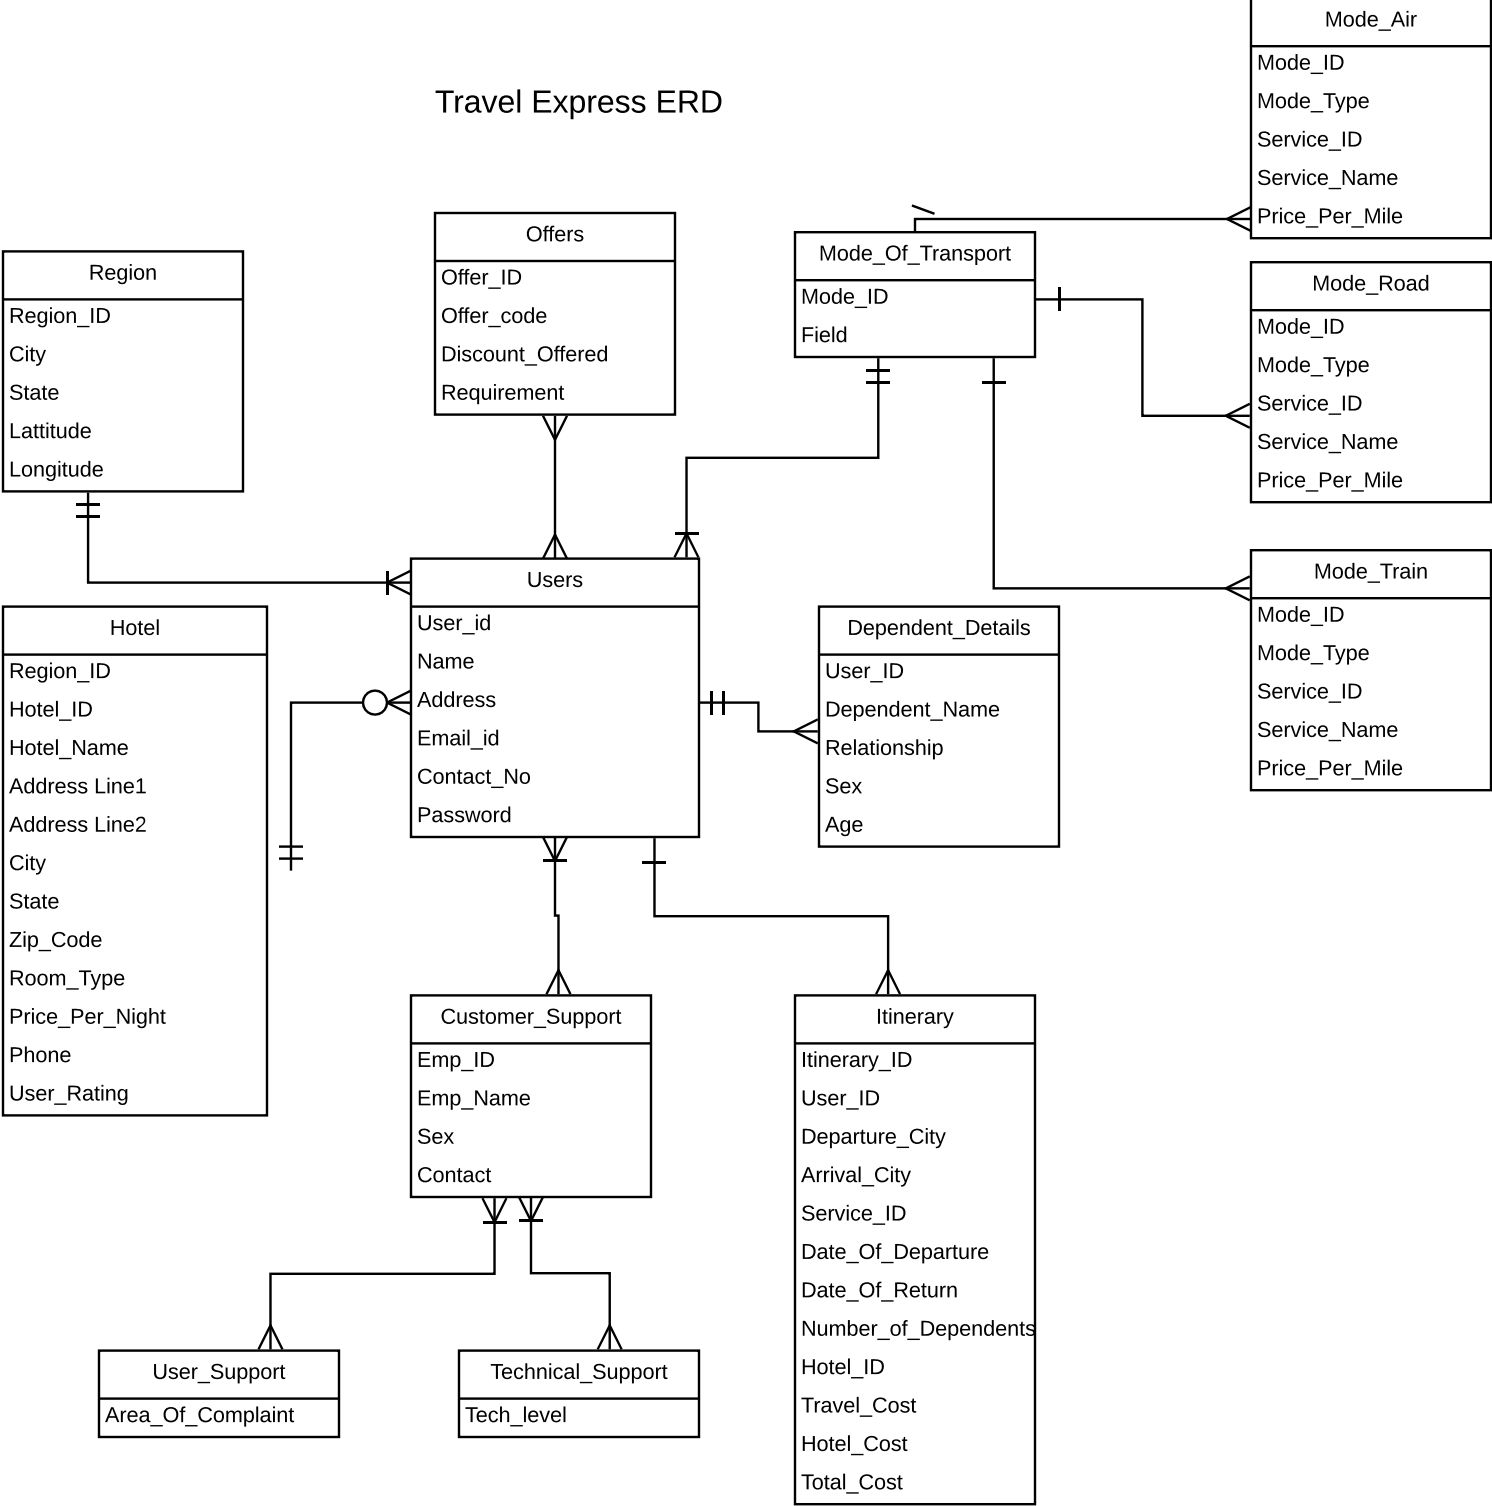 Travel Express ERD
Mode_Air
Mode_ID
Mode_Type
Service_ID
Service_Name
Price_Per_Mile
Offers
Offer_ID
Offer_code
Discount_Offered
Requirement
Mode_Of_Transport
Mode_ID
Field
Region
Region_ID
City
State
Lattitude
Longitude
Mode_Road
Mode_ID
Mode_Type
Service_ID
Service_Name
Price_Per_Mile
Users
User_id
Name
Address
Email_id
Contact_No
Password
Mode_Train
Mode_ID
Mode_Type
Service_ID
Service_Name
Price_Per_Mile
Hotel
Region_ID
Hotel_ID
Hotel_Name
Address Line1
Address Line2
City
State
Zip_Code
Room_Type
Price_Per_Night
Phone
User_Rating
Dependent_Details
User_ID
Dependent_Name
Relationship
Sex
Age
Customer_Support
Emp_ID
Emp_Name
Sex
Contact
Itinerary
Itinerary_ID
User_ID
Departure_City
Arrival_City
Service_ID
Date_Of_Departure
Date_Of_Return
Number_of_Dependents
Hotel_ID
Travel_Cost
Hotel_Cost
Total_Cost
User_Support
Area_Of_Complaint
Technical_Support
Tech_level